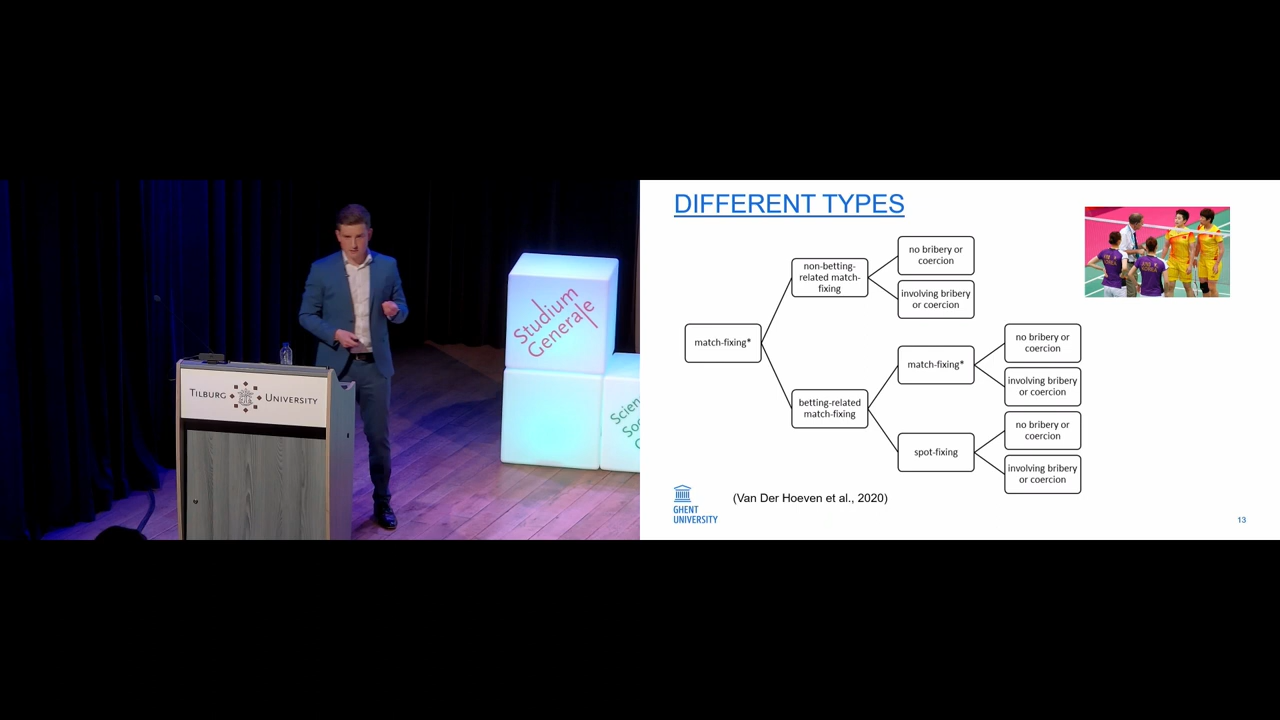 Studium
Generale
TILBURG UNIVERSITY
DIFFERENT TYPES
match-fixing*
non-betting-
related match-
fixing
no bribery or
coercion
involving bribery
or coercion
betting-related
match-fixing
match-fixing*
no bribery or
coercion
involving bribery
or coercion
spot-fixing
no bribery or
coercion
involving bribery
or coercion
(Van Der Hoeven et al., 2020)
GHENT
UNIVERSITY
13